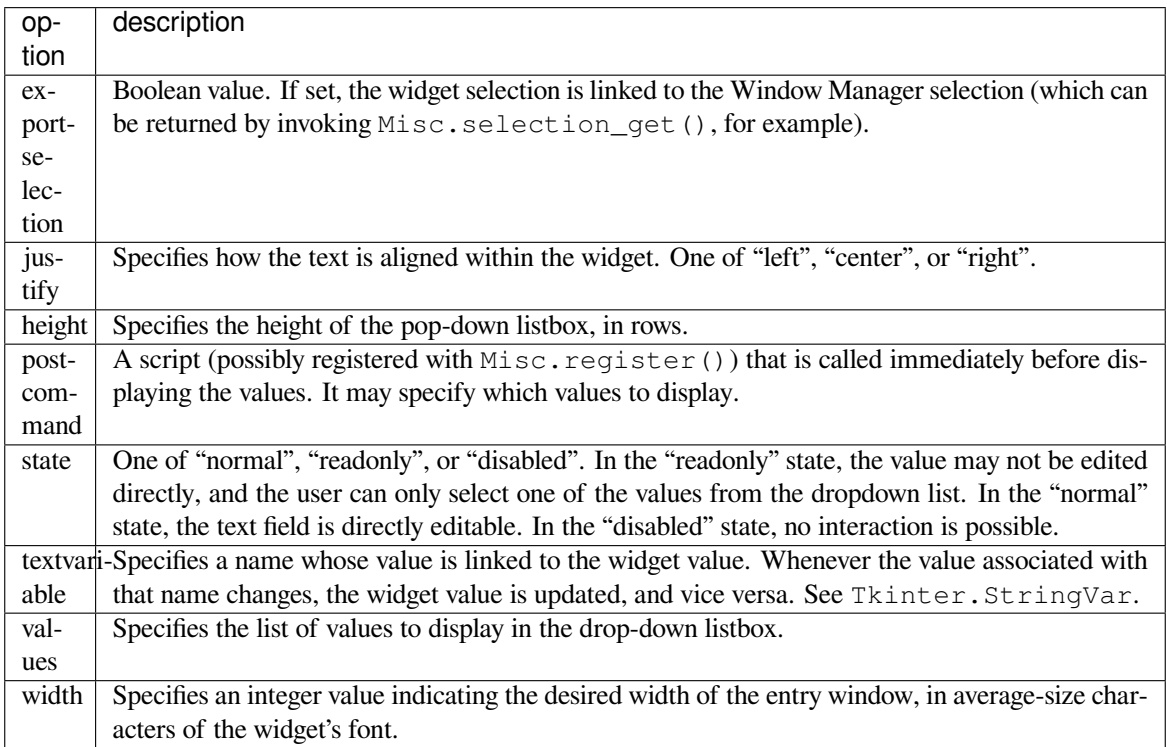 op- description
tion
ex- Boolean value. If set, the widget selection is linked to the Window Manager selection (which can
port- be returned by invoking Misc.selection_get(), for example).
se-
lec-
tion
jus- Specifies how the text is aligned within the widget. One of “left”, “center”, or “right”.
tify
height Specifies the height of the pop-down listbox, in rows.
post- A script (possibly registered with Misc.register()) that is called immediately before dis-
com- playing the values. It may specify which values to display.
mand
state One of “normal”, “readonly”, or “disabled”. In the “readonly” state, the value may not be edited
directly, and the user can only select one of the values from the dropdown list. In the “normal”
state, the text field is directly editable. In the “disabled” state, no interaction is possible.
textvari- Specifies a name whose value is linked to the widget value. Whenever the value associated with
able that name changes, the widget value is updated, and vice versa. See Tkinter.StringVar.
val- Specifies the list of values to display in the drop-down listbox.
ues
width Specifies an integer value indicating the desired width of the entry window, in average-size char-
acters of the widget's font.